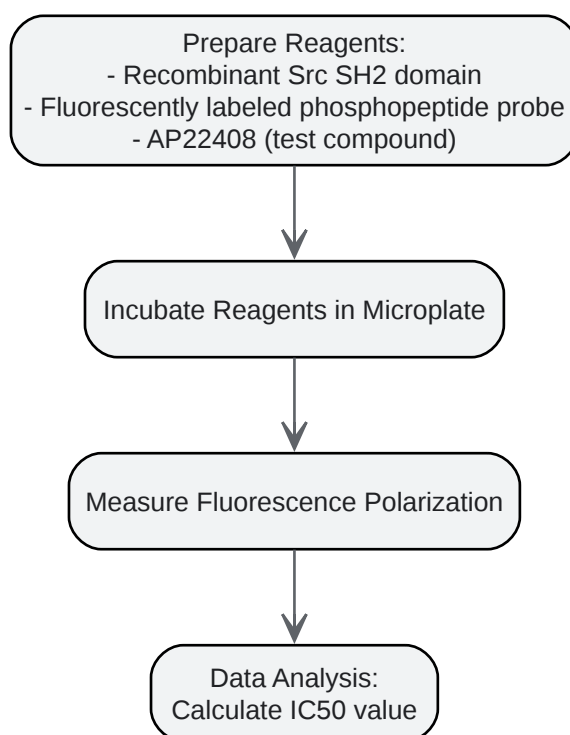 Prepare Reagents:
- Recombinant Src SH2 domain
- Fluorescently labeled phosphopeptide probe
- AP22408 (test compound)
Incubate Reagents in Microplate
Measure Fluorescence Polarization
Data Analysis:
Calculate IC50 value